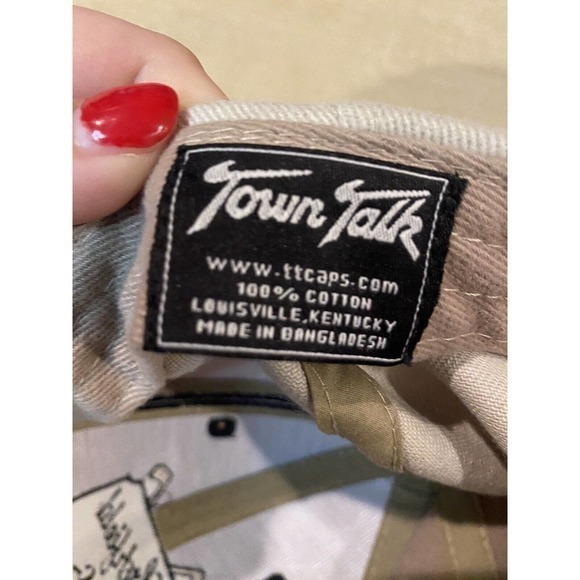 Town Talk
www.ttcaps.com
100% COTTON
LOUISVILLE, KENTUCKY
MADE IN BANGLADESH